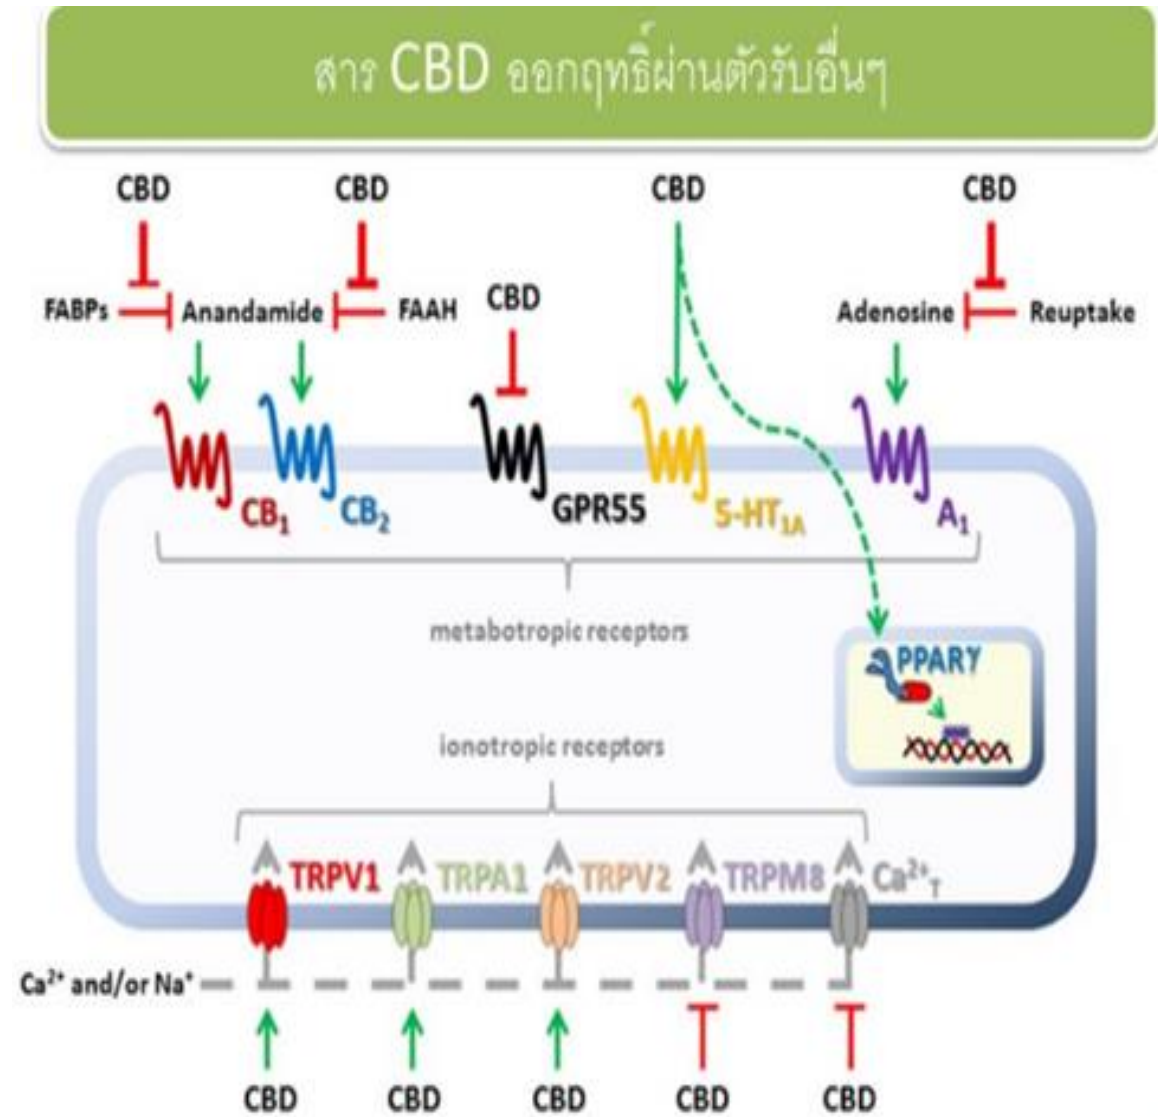 สาร CBD ออกฤทธิ์ผ่านตัวรับอื่นๆ
CBD CBD CBD CBD
FABPs Anandamide FAAH CBD Adenosine Reuptake
CB₁ CB₂ GPR55 5-HT₁A A₁
metabotropic receptors
PPARγ
ionotropic receptors
TRPV1 TRPA1 TRPV2 TRPM8 Ca²⁺T
Ca²⁺ and/or Na⁺
CBD CBD CBD CBD CBD